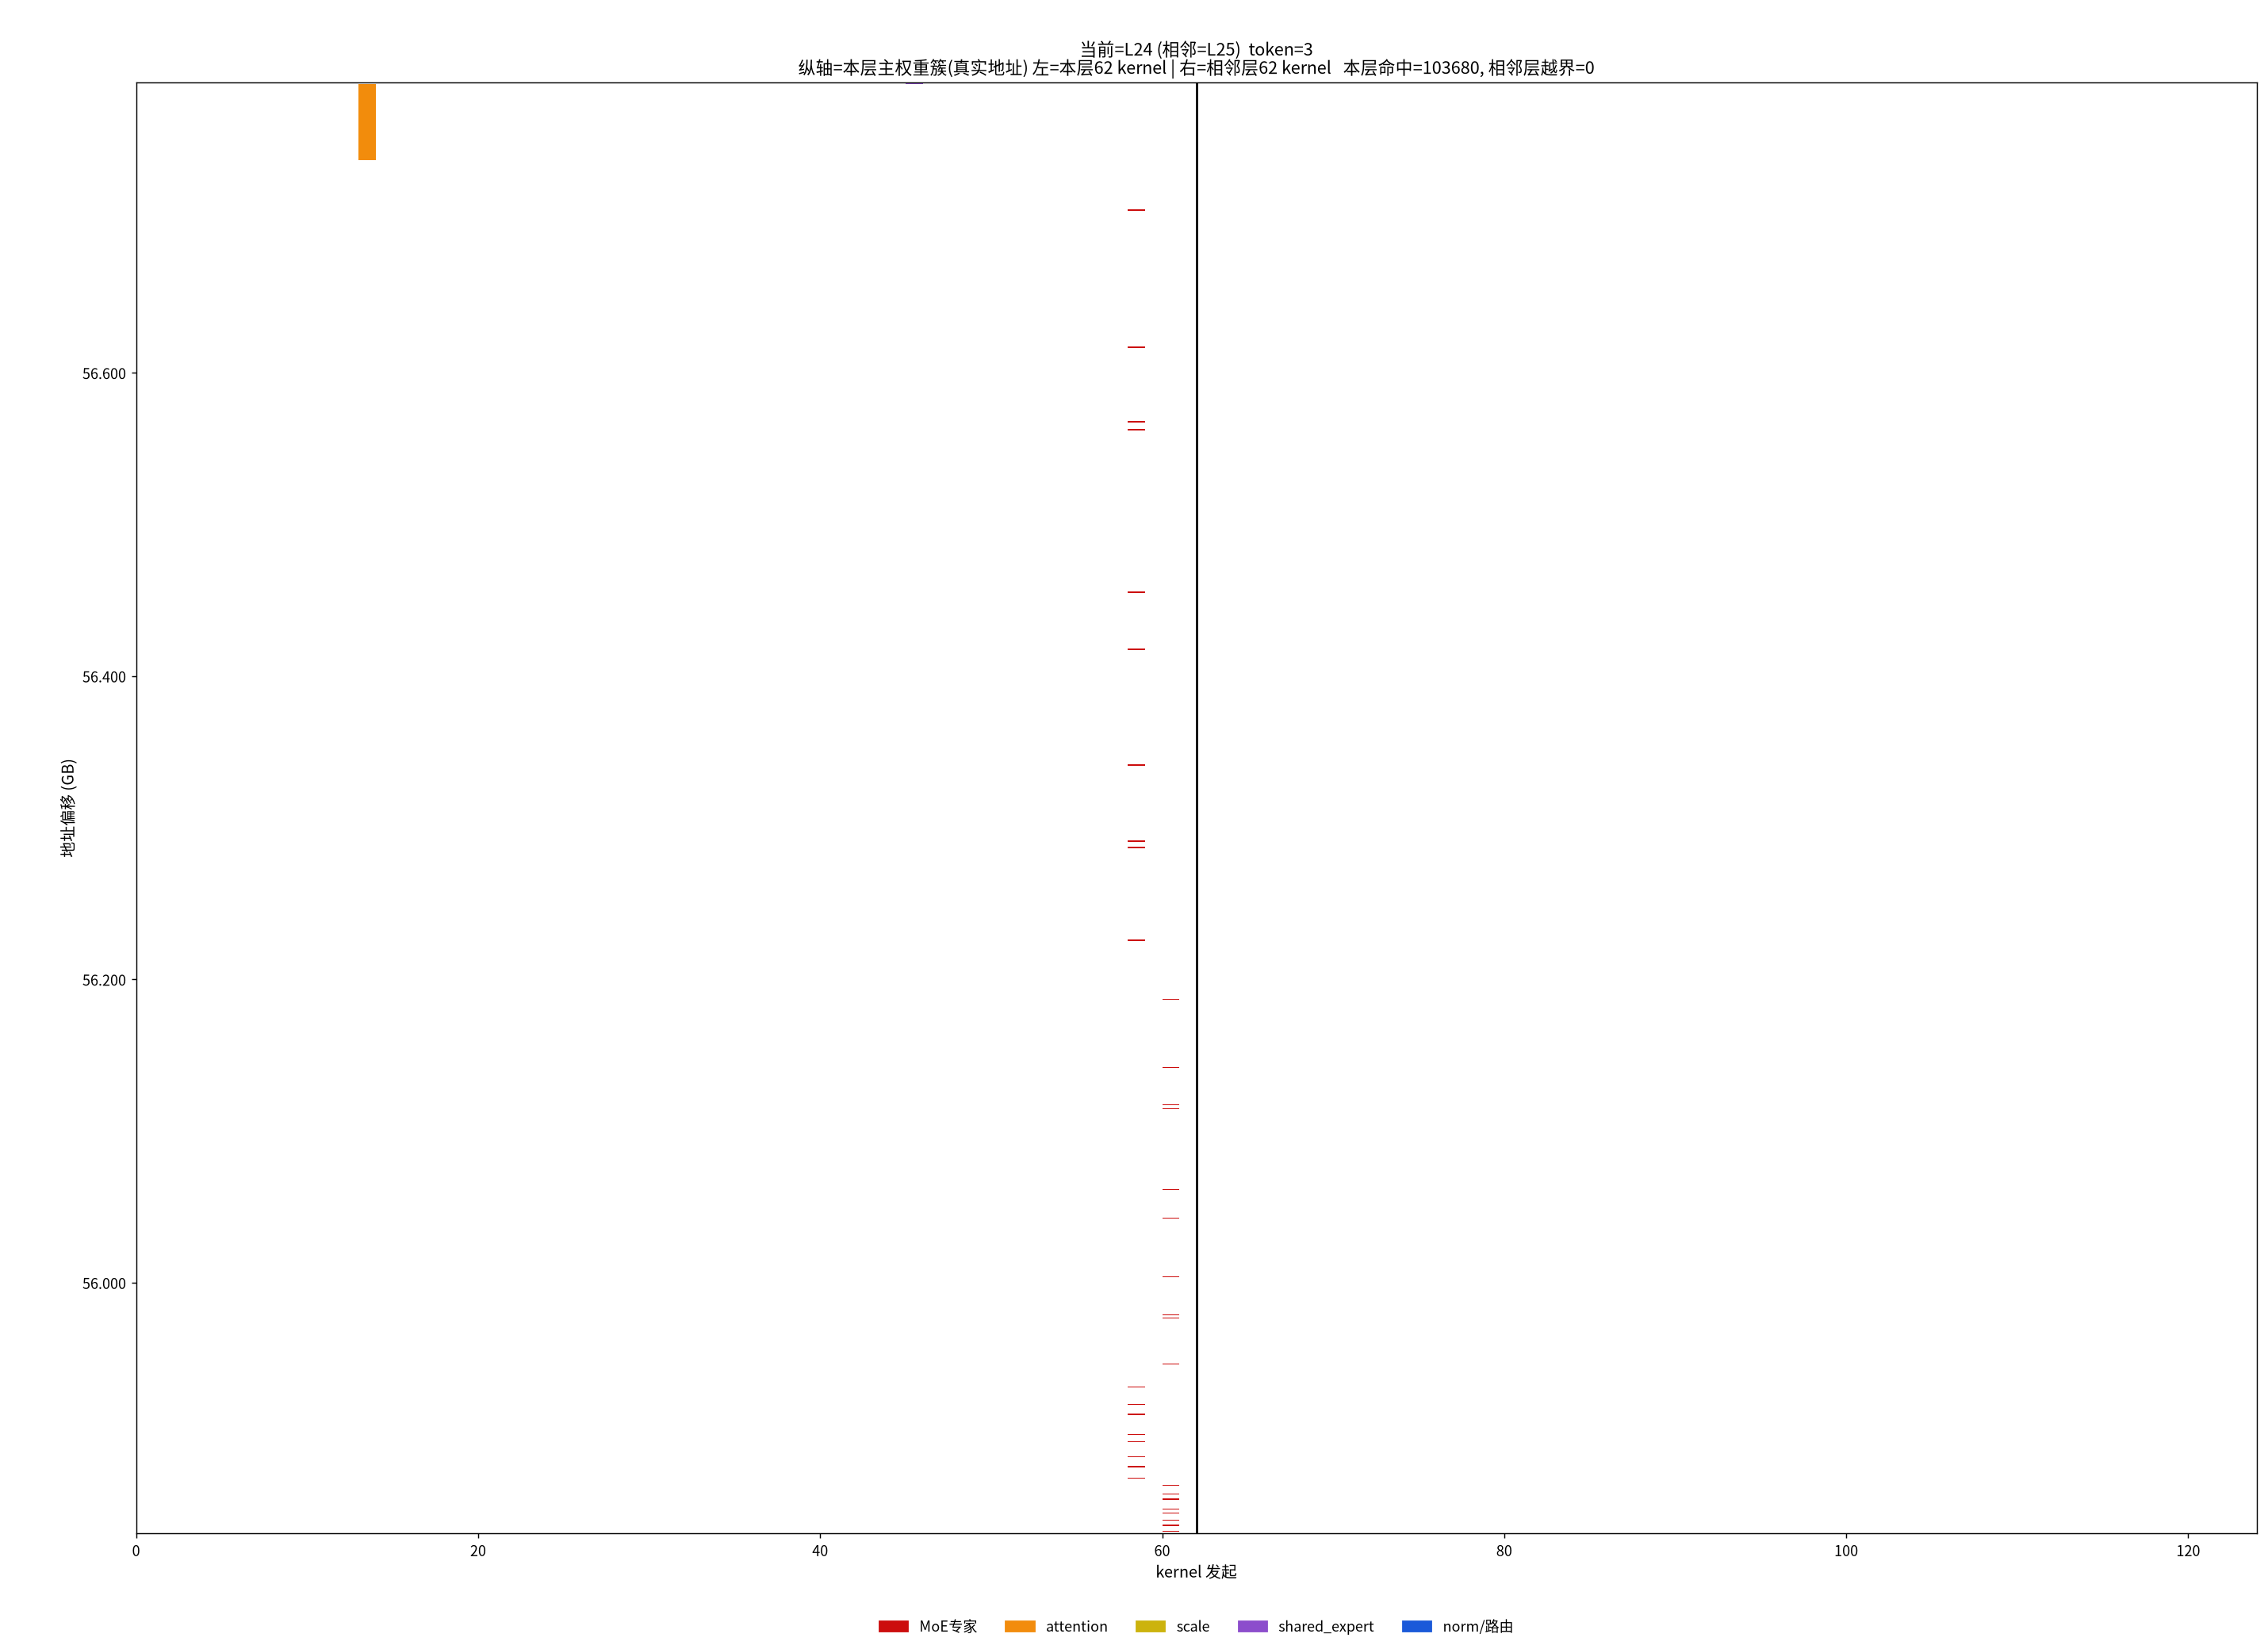 当前=L24 (相邻=L25)  token=3
纵轴=本层主权重簇(真实地址) 左=本层62 kernel | 右=相邻层62 kernel   本层命中=103680, 相邻层越界=0
地址偏移 (GB)
56.600
56.400
56.200
56.000
0 20 40 60 80 100 120
kernel 发起
MoE专家 attention scale shared_expert norm/路由